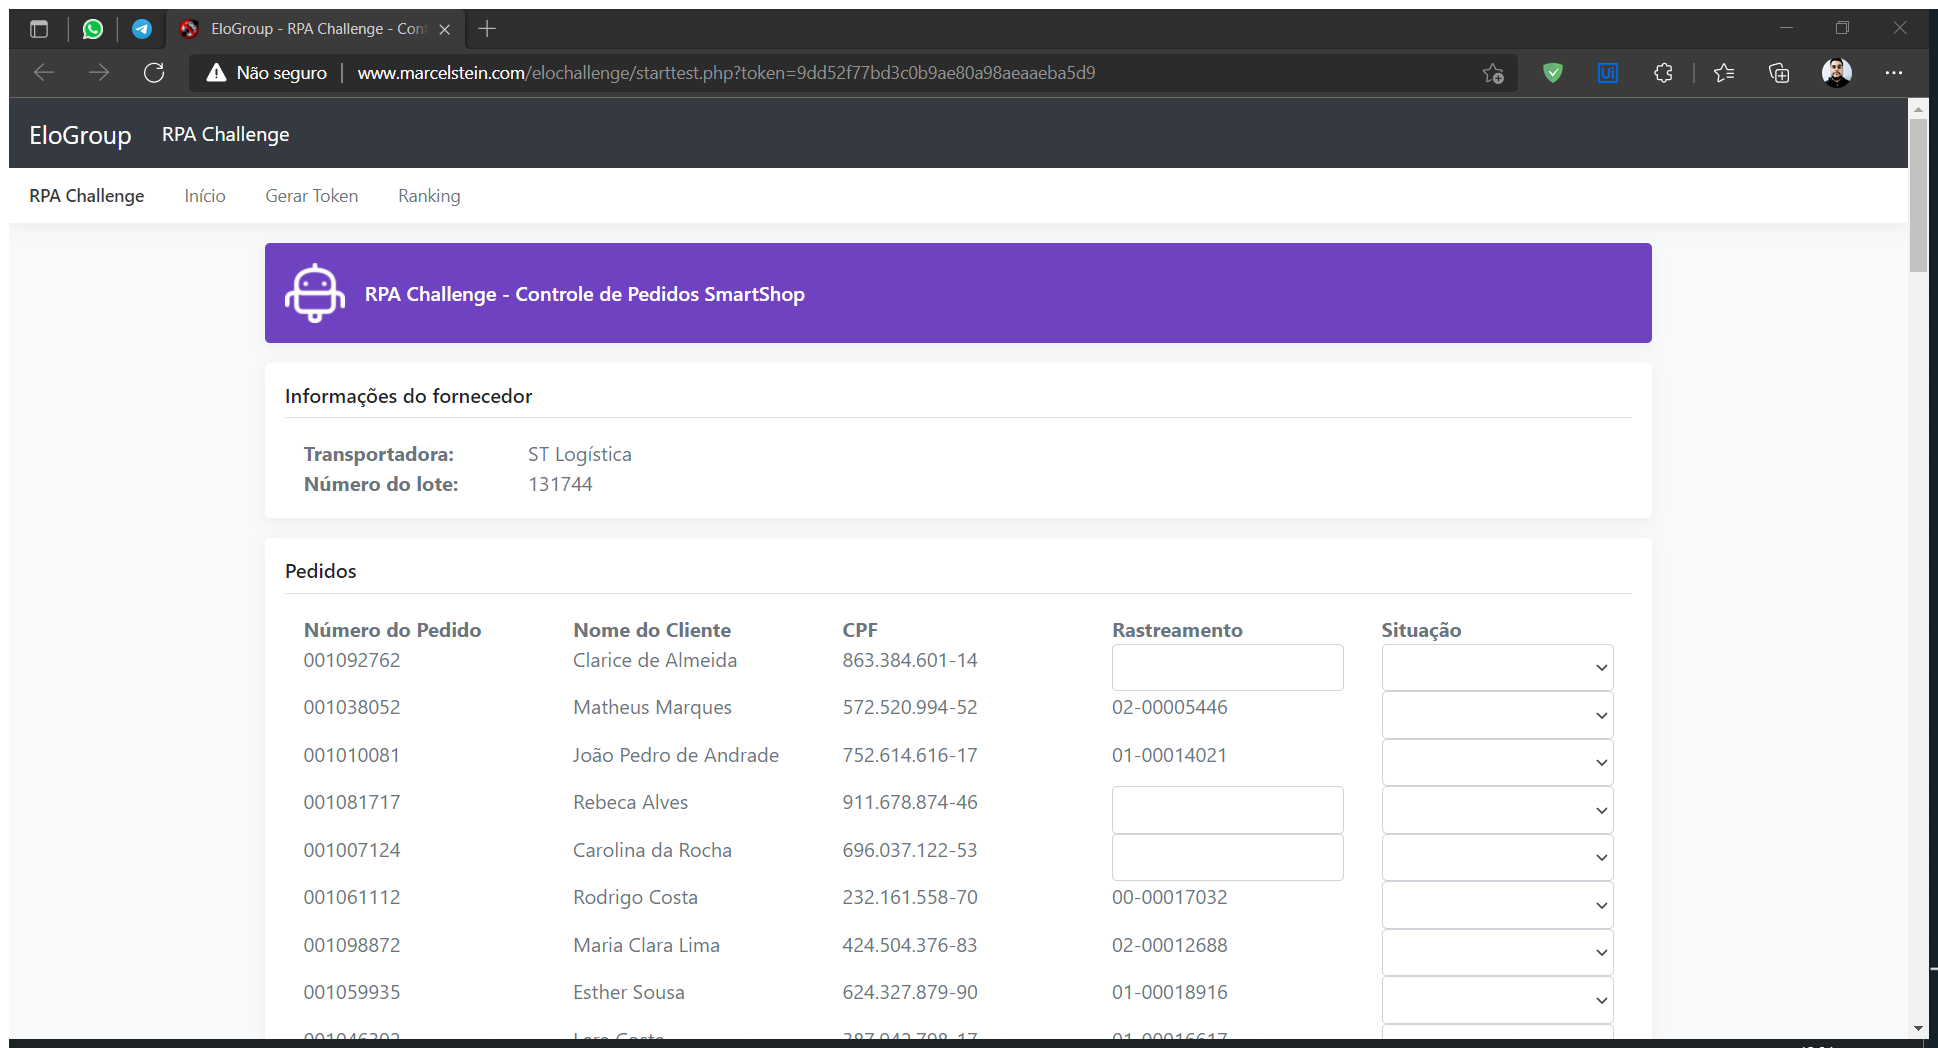 EloGroup - RPA Challenge - Cont
Não seguro www.marcelstein.com/elochallenge/starttest.php?token=9dd52f77bd3c0b9ae80a98aeaaeba5d9
Ui
EloGroup RPA Challenge
RPA Challenge Início Gerar Token Ranking
RPA Challenge - Controle de Pedidos SmartShop
Informações do fornecedor
Transportadora: ST Logística
Número do lote: 131744
Pedidos
Número do Pedido Nome do Cliente CPF Rastreamento Situação
001092762 Clarice de Almeida 863.384.601-14
001038052 Matheus Marques 572.520.994-52 02-00005446
001010081 João Pedro de Andrade 752.614.616-17 01-00014021
001081717 Rebeca Alves 911.678.874-46
001007124 Carolina da Rocha 696.037.122-53
001061112 Rodrigo Costa 232.161.558-70 00-00017032
001098872 Maria Clara Lima 424.504.376-83 02-00012688
001059935 Esther Sousa 624.327.879-90 01-00018916